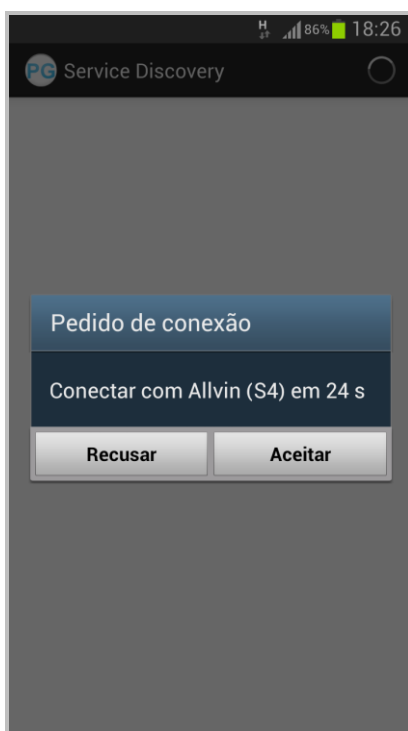 H 86% 18:26
PG Service Discovery
Pedido de conexão
Conectar com Allvin (S4) em 24 s
Recusar Aceitar